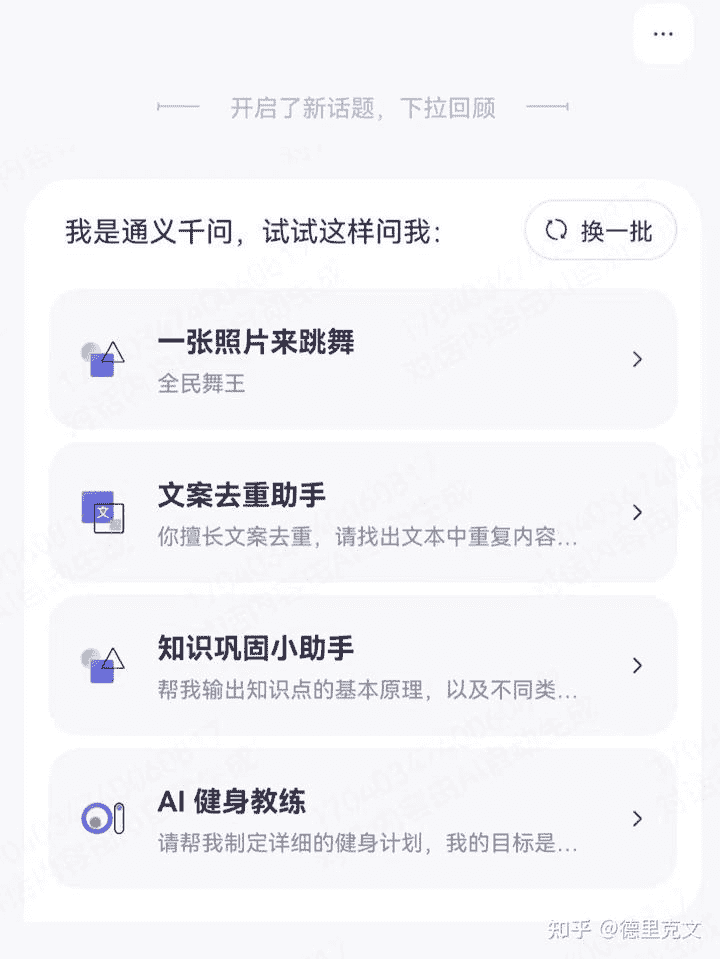 ...
开启了新话题，下拉回顾
我是通义千问，试试这样问我：
换一批
一张照片来跳舞
全民舞王
文案去重助手
文
你擅长文案去重，请找出文本中重复内容...
知识巩固小助手
帮我输出知识点的基本原理，以及不同类...
AI 健身教练
请帮我制定详细的健身计划，我的目标是...
知乎 @德里克文